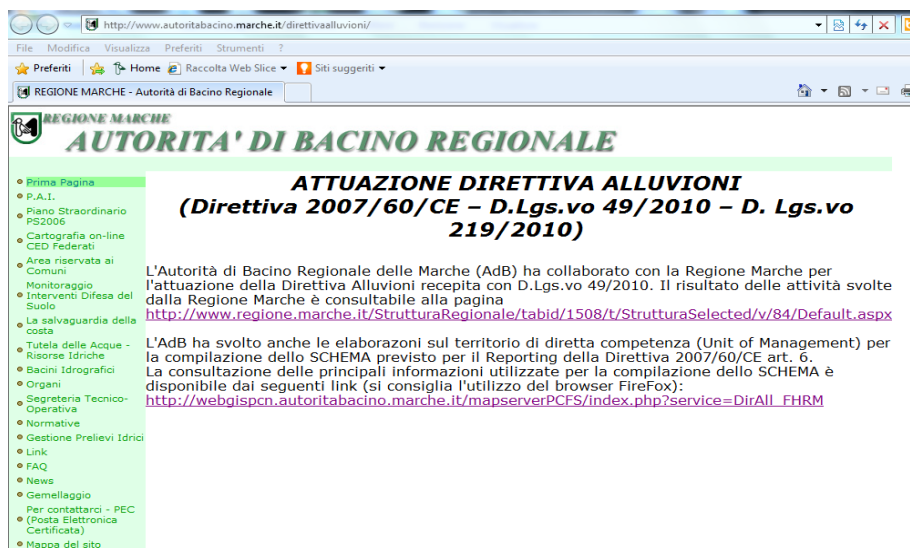 http://www.autoritabacino.marche.it/direttivaalluvioni/
File Modifica Visualizza Preferiti Strumenti ?
Preferiti Home Raccolta Web Slice Siti suggeriti
REGIONE MARCHE - Autorità di Bacino Regionale
REGIONE MARCHE
AUTORITA' DI BACINO REGIONALE
Prima Pagina
P.A.I.
Piano Straordinario
PS2006
Cartografia on-line
CED Federati
Area riservata ai
Comuni
Monitoraggio
Interventi Difesa del
Suolo
La salvaguardia della
costa
Tutela delle Acque -
Risorse Idriche
Bacini Idrografici
Organi
Segreteria Tecnico-
Operativa
Normative
Gestione Prelievi Idrici
Link
FAQ
News
Gemellaggio
Per contattarci - PEC
(Posta Elettronica
Certificata)
Mappa del sito
ATTUAZIONE DIRETTIVA ALLUVIONI
(Direttiva 2007/60/CE – D.Lgs.vo 49/2010 – D. Lgs.vo
219/2010)
L'Autorità di Bacino Regionale delle Marche (AdB) ha collaborato con la Regione Marche per
l'attuazione della Direttiva Alluvioni recepita con D.Lgs.vo 49/2010. Il risultato delle attività svolte
dalla Regione Marche è consultabile alla pagina
http://www.regione.marche.it/StrutturaRegionale/tabid/1508/t/StrutturaSelected/v/84/Default.aspx
L'AdB ha svolto anche le elaborazoni sul territorio di diretta competenza (Unit of Management) per
la compilazione dello SCHEMA previsto per il Reporting della Direttiva 2007/60/CE art. 6.
La consultazione delle principali informazioni utilizzate per la compilazione dello SCHEMA è
disponibile dai seguenti link (si consiglia l'utilizzo del browser FireFox):
http://webgispcn.autoritabacino.marche.it/mapserverPCFS/index.php?service=DirAll_FHRM